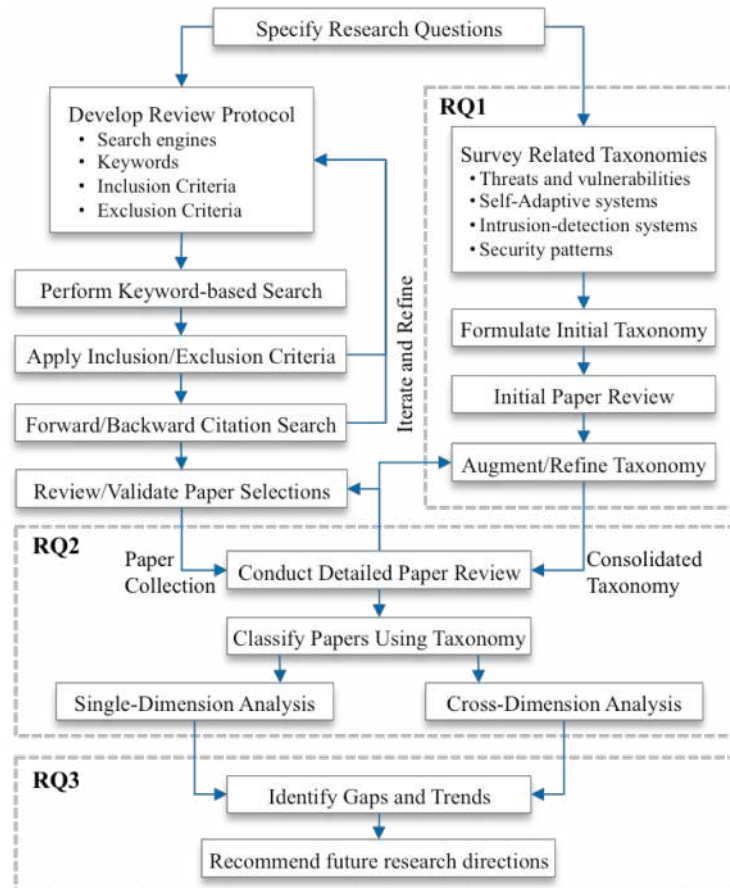 Specify Research Questions
Develop Review Protocol
• Search engines
• Keywords
• Inclusion Criteria
• Exclusion Criteria
RQ1
Survey Related Taxonomies
• Threats and vulnerabilities
• Self-Adaptive systems
• Intrusion-detection systems
• Security patterns
Perform Keyword-based Search
Apply Inclusion/Exclusion Criteria
Forward/Backward Citation Search
Review/Validate Paper Selections
Iterate and Refine
Formulate Initial Taxonomy
Initial Paper Review
Augment/Refine Taxonomy
RQ2
Paper
Collection
Conduct Detailed Paper Review
Consolidated
Taxonomy
Classify Papers Using Taxonomy
Single-Dimension Analysis
Cross-Dimension Analysis
RQ3
Identify Gaps and Trends
Recommend future research directions